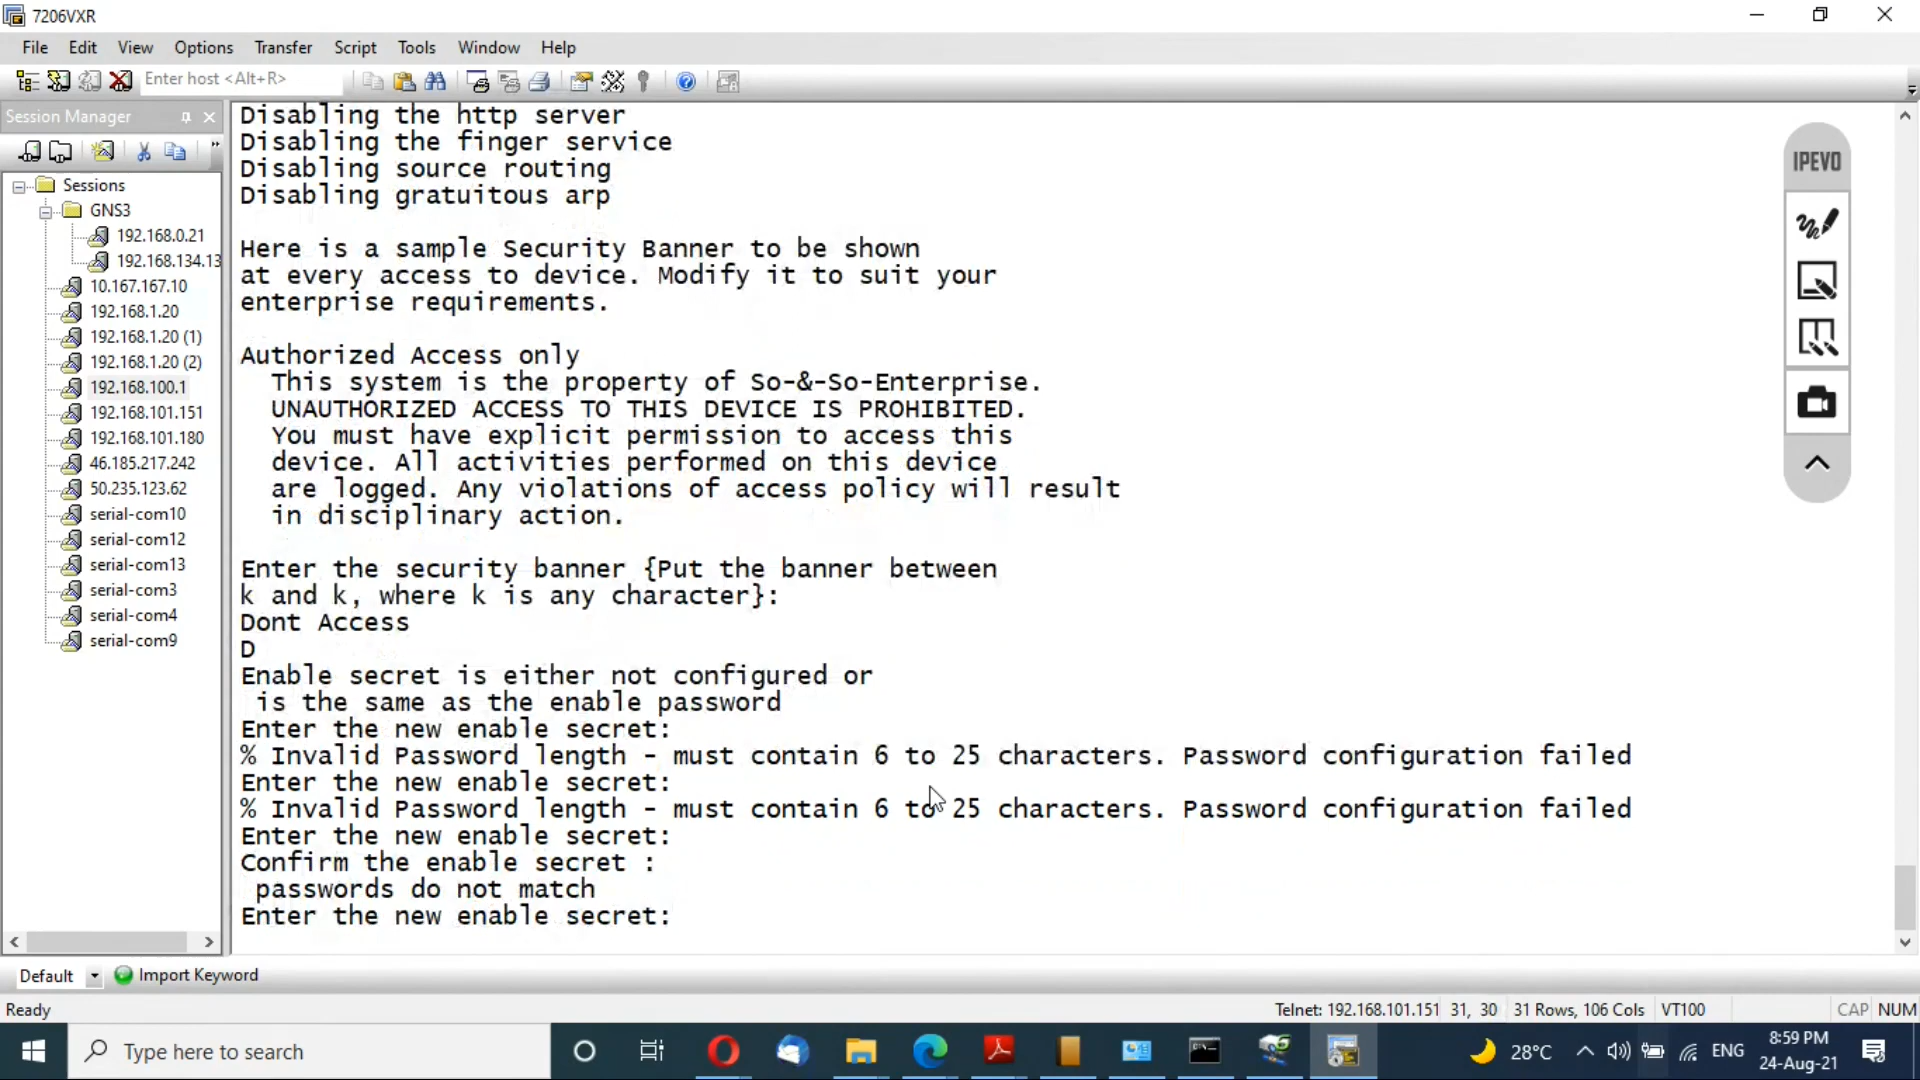 7206VXR
File Edit View Options Transfer Script Tools Window Help
Enter host <Alt+R>
Session Manager
Sessions
GNS3
192.168.0.21
192.168.134.13
10.167.167.10
192.168.1.20
192.168.1.20 (1)
192.168.1.20 (2)
192.168.100.1
192.168.101.151
192.168.101.180
46.185.217.242
50.235.123.62
serial-com10
serial-com12
serial-com13
serial-com3
serial-com4
serial-com9
Disabling the http server
Disabling the finger service
Disabling source routing
Disabling gratuitous arp
Here is a sample Security Banner to be shown
at every access to device. Modify it to suit your
enterprise requirements.
Authorized Access only
This system is the property of So-&-So-Enterprise.
UNAUTHORIZED ACCESS TO THIS DEVICE IS PROHIBITED.
You must have explicit permission to access this
device. All activities performed on this device
are logged. Any violations of access policy will result
in disciplinary action.
Enter the security banner {Put the banner between
k and k, where k is any character}:
Dont Access
D
Enable secret is either not configured or
is the same as the enable password
Enter the new enable secret:
% Invalid Password length - must contain 6 to 25 characters. Password configuration failed
Enter the new enable secret:
% Invalid Password length - must contain 6 to 25 characters. Password configuration failed
Enter the new enable secret:
Confirm the enable secret :
passwords do not match
Enter the new enable secret:
IPEVO
Default Import Keyword
Ready Telnet: 192.168.101.151 31, 30 31 Rows, 106 Cols VT100 CAP NUM
Type here to search
28°C ENG
8:59 PM
24-Aug-21